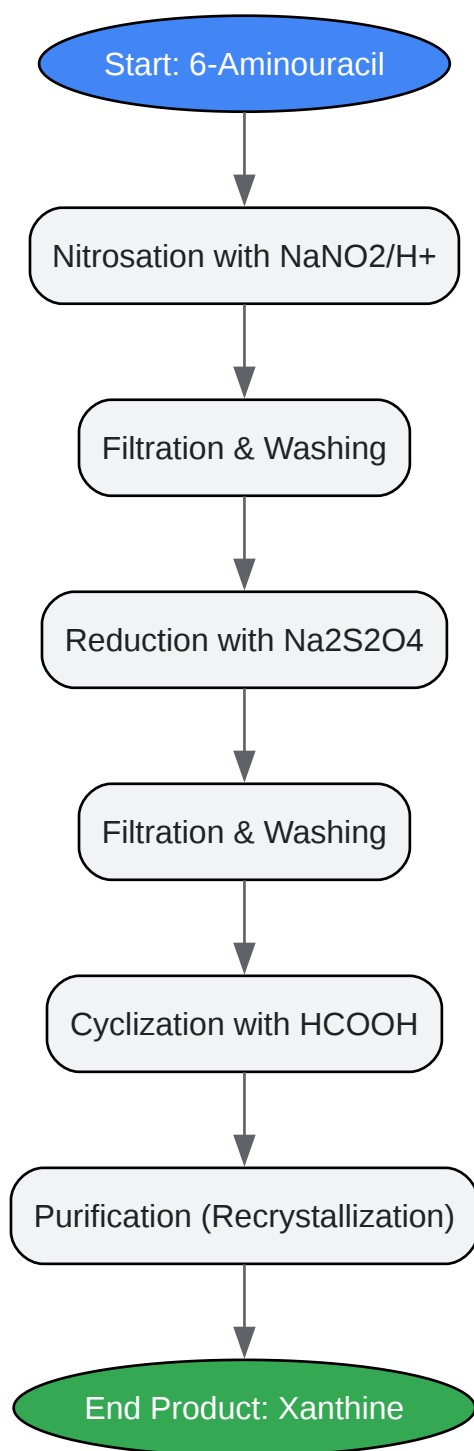 Start: 6-Aminouracil
Nitrosation with NaNO2/H+
Filtration & Washing
Reduction with Na2S2O4
Filtration & Washing
Cyclization with HCOOH
Purification (Recrystallization)
End Product: Xanthine